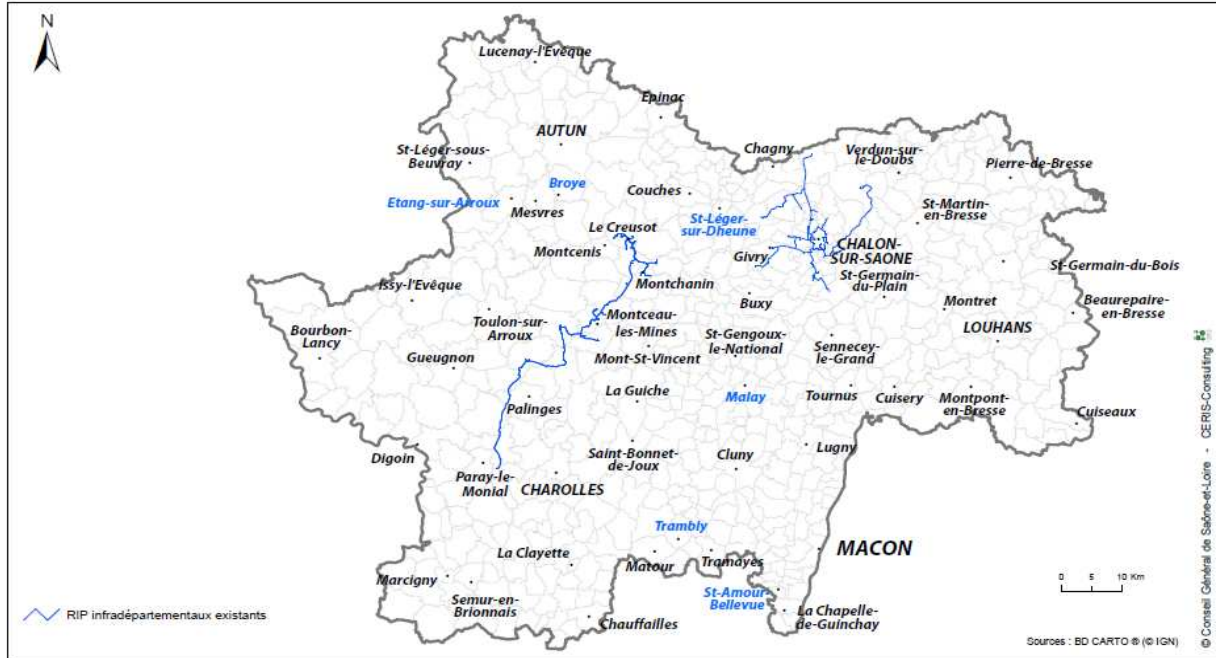 N
Lucenay-l'Evêque
Epinac
AUTUN
Chagny
Verdun-sur-
le-Doubs
St-Léger-sous-
Beuvray
Pierre-de-Bresse
Broye
Couches
Etang-sur-Arroux
Mesvres
St-Léger-
sur-Dheune
St-Martin-
en-Bresse
Le Creusot
Montcenis
Givry
CHALON-
SUR-SAONE
St-Germain-
du-Plain
St-Germain-du-Bois
Montchanin
Issy-l'Evêque
Buxy
Montret
Beaurepaire-
en-Bresse
Bourbon-
Lancy
Toulon-sur-
Arroux
Montceau-
les-Mines
St-Gengoux-
le-National
Sennecey-
le-Grand
LOUHANS
Gueugnon
Mont-St-Vincent
La Guiche
Malay
Tournus
Cuisery
Montpont-
en-Bresse
Palinges
Cuiseaux
Digoin
Saint-Bonnet-
de-Joux
Cluny
Lugny
Paray-le-
Monial
CHAROLLES
Trambly
MACON
La Clayette
Matour
Tramayes
Marcigny
Semur-en-
Brionnais
St-Amour-
Bellevue
La Chapelle-
de-Guinchay
Chauffailles
0 5 10 Km
RIP infradépartementaux existants
Sources : BD CARTO ® (© IGN)
© Conseil Général de Saône-et-Loire - CERIS-Consulting